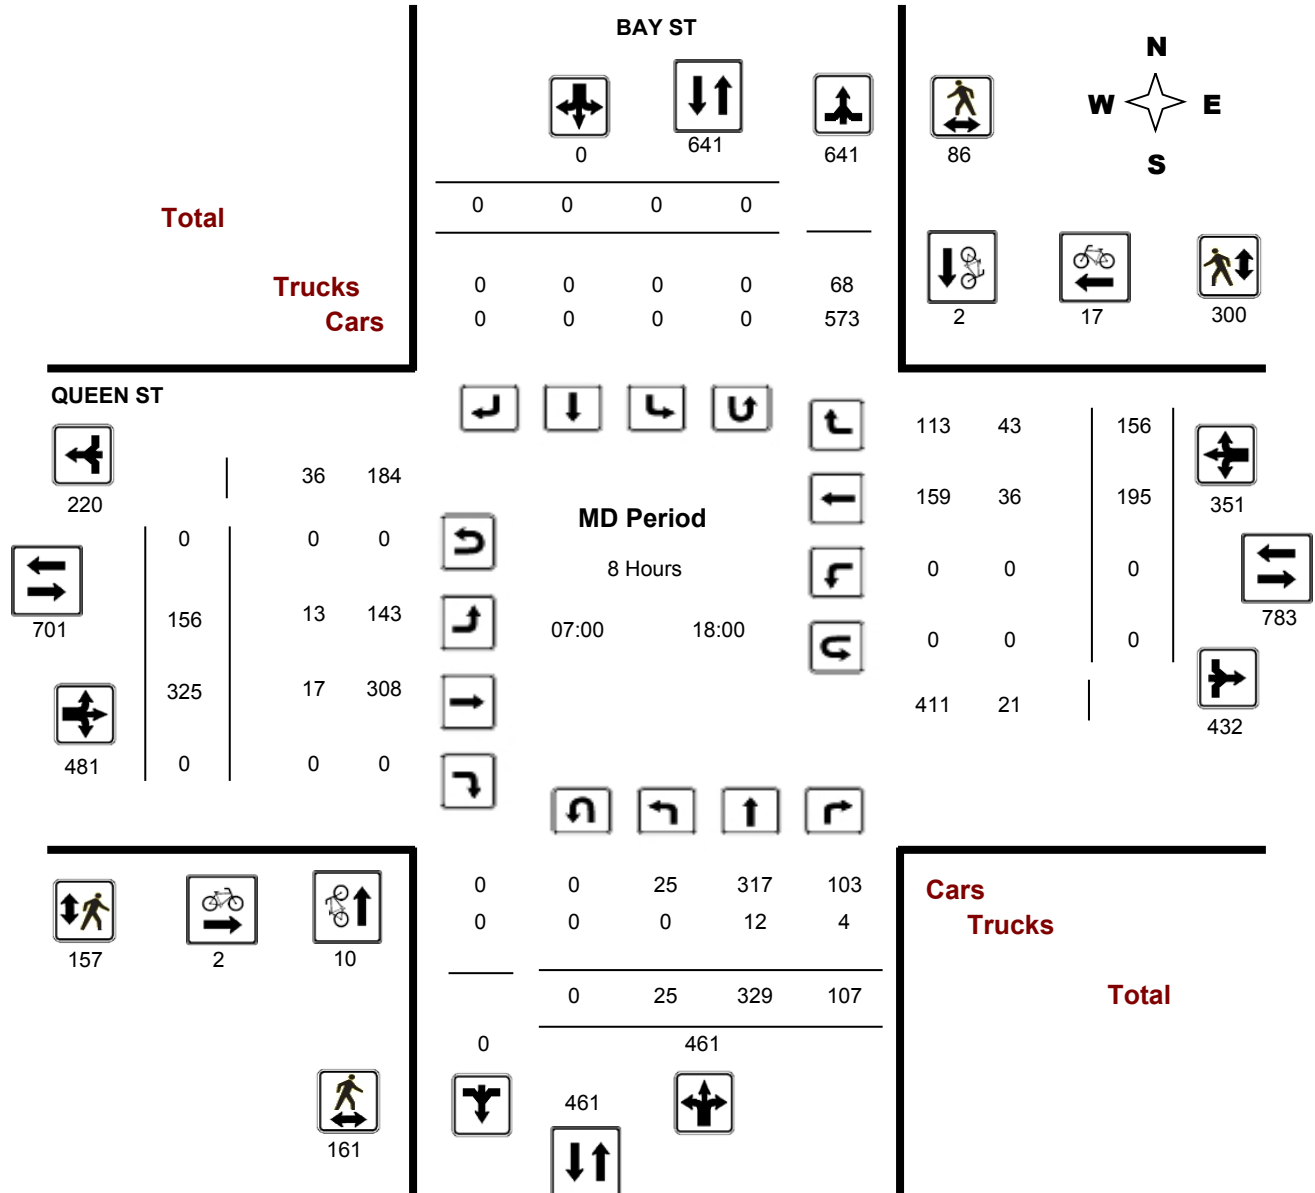 BAY ST
N
W E
S
0 641 641 86
0 0 0 0
Total
Trucks 0 0 0 0 68
Cars 0 0 0 0 573
2 17 300
QUEEN ST
220
36 184
0 0 0
701
156 13 143
325 17 308
481
0 0 0
MD Period
8 Hours
07:00 18:00
113 43 156
159 36 195
351
0 0 0
783
0 0 0
411 21
432
157 2 10
0 0 25 317 103
0 0 0 12 4
0 25 329 107
0 461
461
161
Cars
Trucks
Total